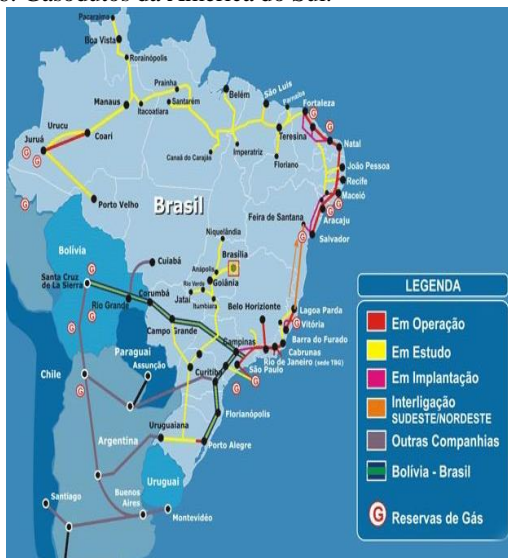 Gasodutos da América do Sul.
Pacaraima
Boa Vista
Rorainópolis
Prainha
Belém
São Luis
Parnaíba
Fortaleza
Manaus
Itacoatiara
Santarém
Urucu
Coari
Teresina
Natal
Juruá
Canaã do Carajás
Imperatriz
Floriano
João Pessoa
Recife
Porto Velho
Maceió
Brasil
Feira de Santana
Aracaju
Niquelândia
Salvador
Bolívia
Brasília
Cuiabá
Anápolis
Santa Cruz
de La Sierra
Rio Verde
Goiânia
LEGENDA
Corumbá
Jataí
Itumbiara
Rio Grande
Belo Horizionte
Lagoa Parda
Em Operação
Campo Grande
Vitória
Em Estudo
Paraguai
Campinas
Barra do Furado
Cabrunas
Em Implantação
Assunção
Rio de Janeiro (sede TBG)
Chile
São Paulo
Interligação
SUDESTE/NORDESTE
Curitiba
Outras Companhias
Florianópolis
Uruguaiana
Bolívia - Brasil
Argentina
Porto Alegre
Uruguai
Santiago
Buenos
Aires
Montevidéo
G Reservas de Gás